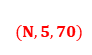 (N, 5, 70)